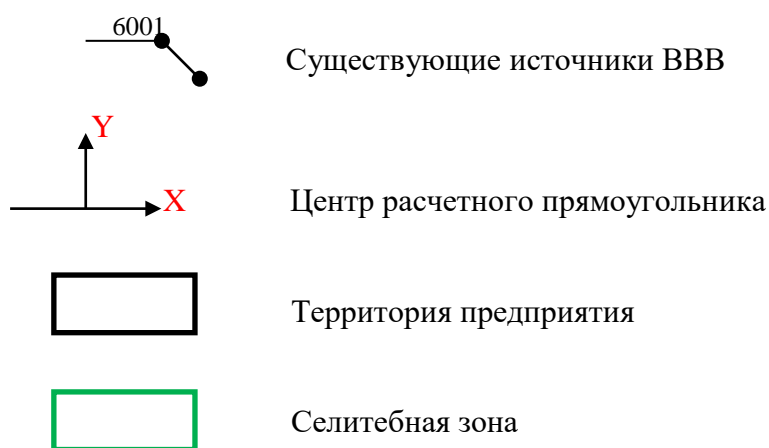 6001
Существующие источники ВВВ
Y
X
Центр расчетного прямоугольника
Территория предприятия
Селитебная зона